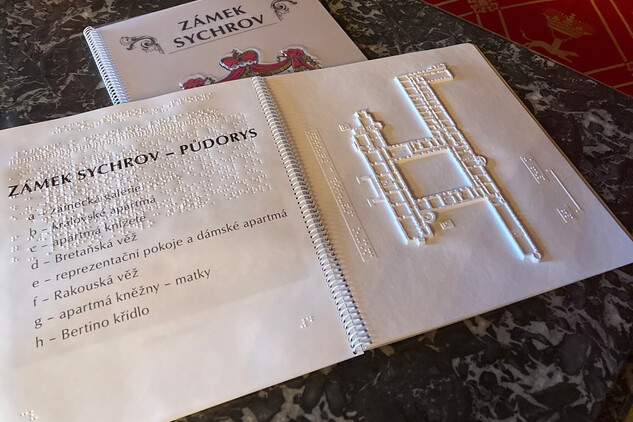 ZÁMEK
SYCHROV
ZÁMEK SYCHROV – PŮDORYS
a – Zámecká galerie
b – Královské apartmá
c – apartmá knížete
d – Bretaňská věž
e – reprezentační pokoje a dámské apartmá
f – Rakouská věž
g – apartmá kněžny – matky
h – Bertino křídlo